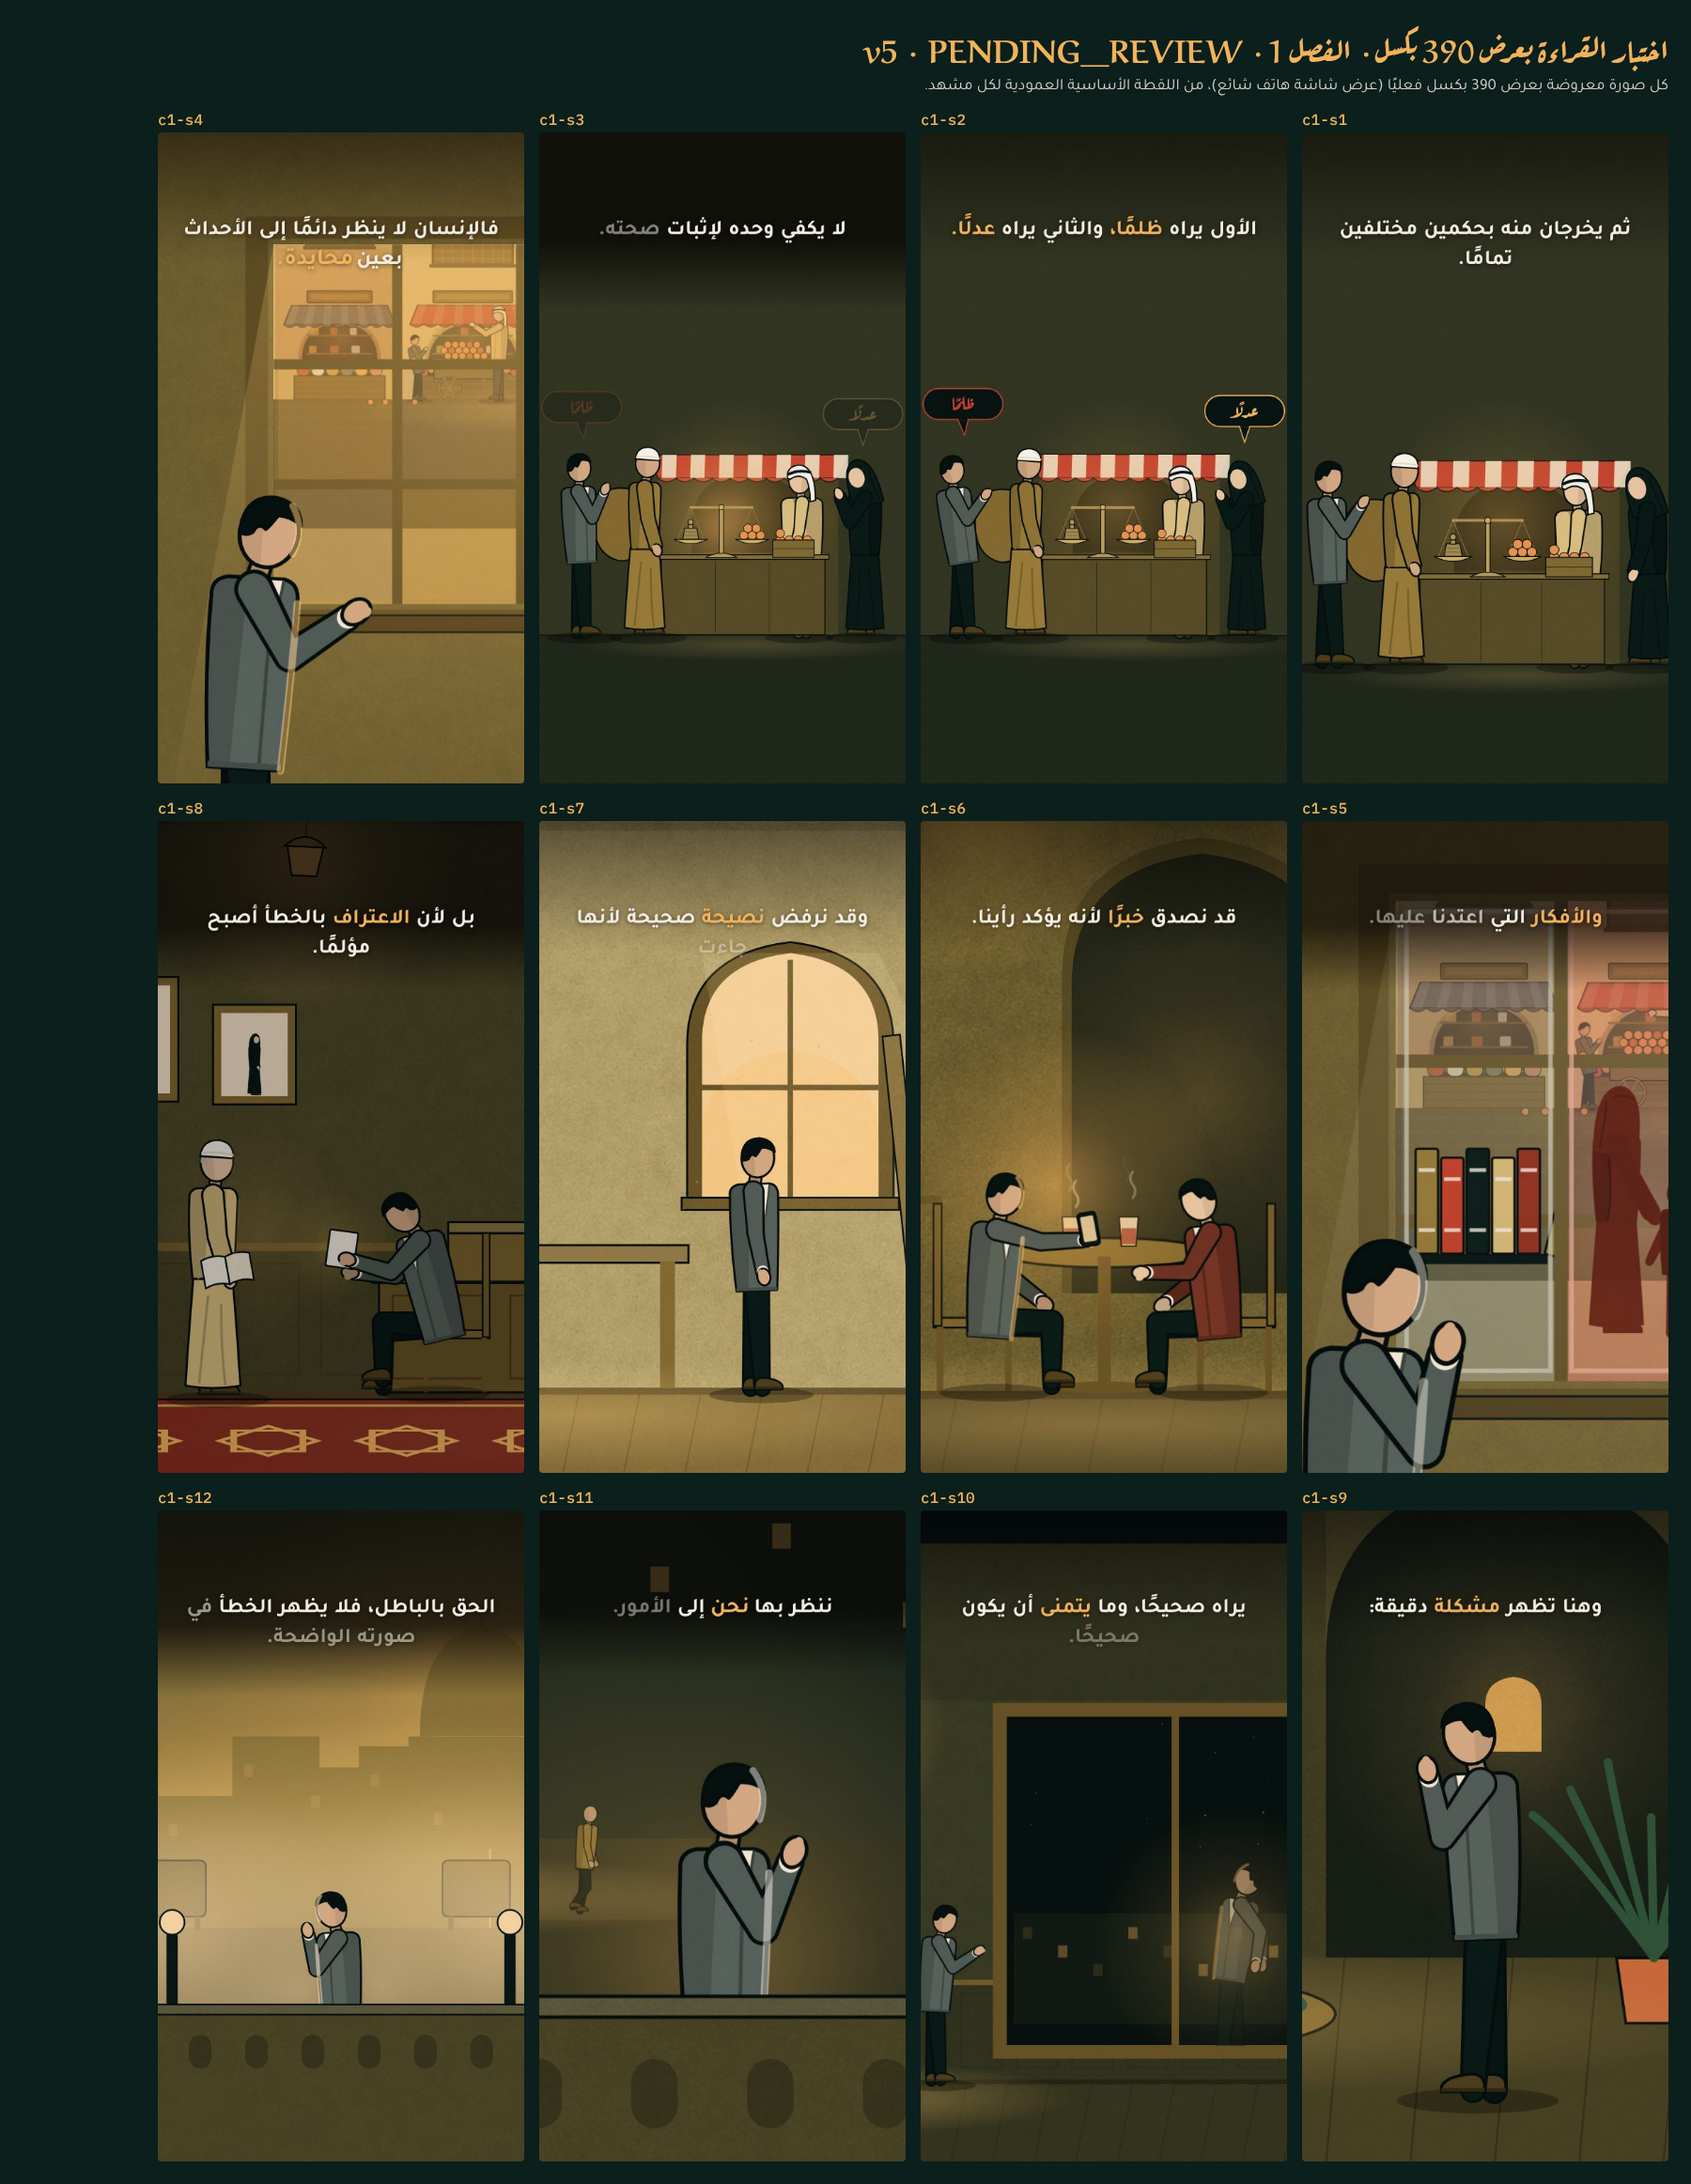 اختبار القراءة بعرض 390 بكسل · الفصل 1 · v5 · PENDING_REVIEW
كل صورة معروضة بعرض 390 بكسل فعليًا (عرض شاشة هاتف شائع)، من اللقطة الأساسية العمودية لكل مشهد.
c1-s1
ثم يخرجان منه بحكمين مختلفين
تمامًا.
c1-s2
الأول يراه ظلمًا، والثاني يراه عدلًا.
عدلًا
ظلمًا
c1-s3
لا يكفي وحده لإثبات صحته.
عدلًا
ظلمًا
c1-s4
فالإنسان لا ينظر دائمًا إلى الأحداث
بعين محايدة.
c1-s5
والأفكار التي اعتدنا عليها.
c1-s6
قد نصدق خبرًا لأنه يؤكد رأينا.
c1-s7
وقد نرفض نصيحة صحيحة لأنها
جاءت
c1-s8
بل لأن الاعتراف بالخطأ أصبح
مؤلمًا.
c1-s9
وهنا تظهر مشكلة دقيقة:
c1-s10
يراه صحيحًا، وما يتمنى أن يكون
صحيحًا.
c1-s11
ننظر بها نحن إلى الأمور.
c1-s12
الحق بالباطل، فلا يظهر الخطأ في
صورته الواضحة.